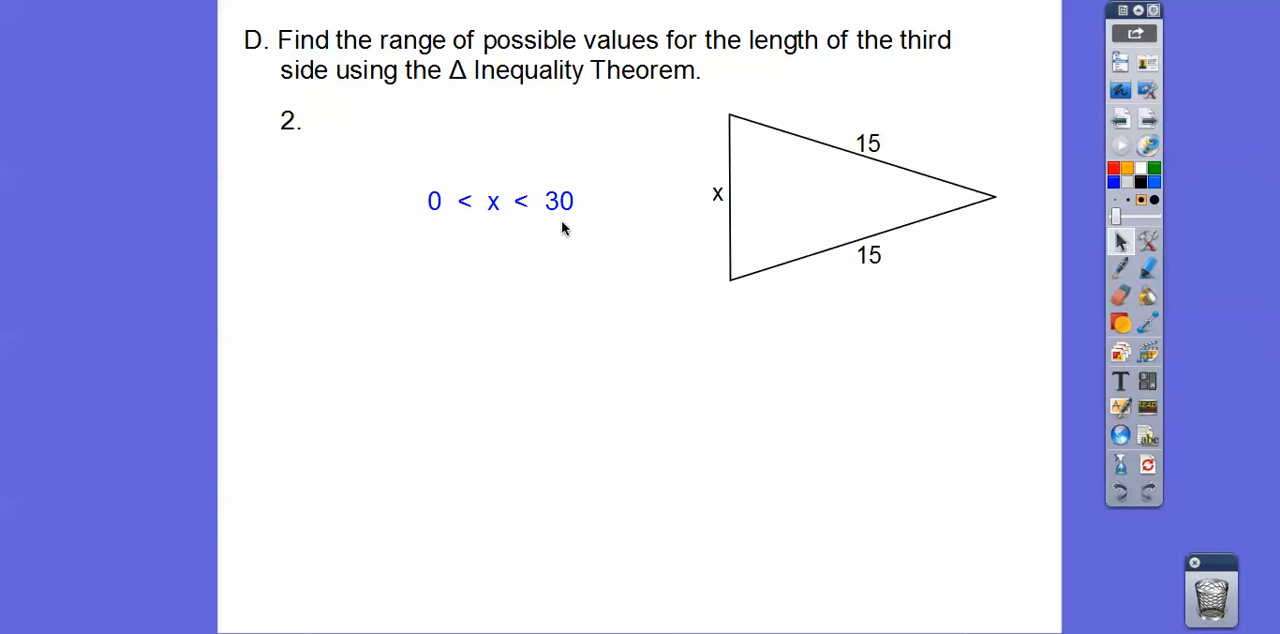 D. Find the range of possible values for the length of the third
side using the Δ Inequality Theorem.
2.
15
x
0 < x < 30
15